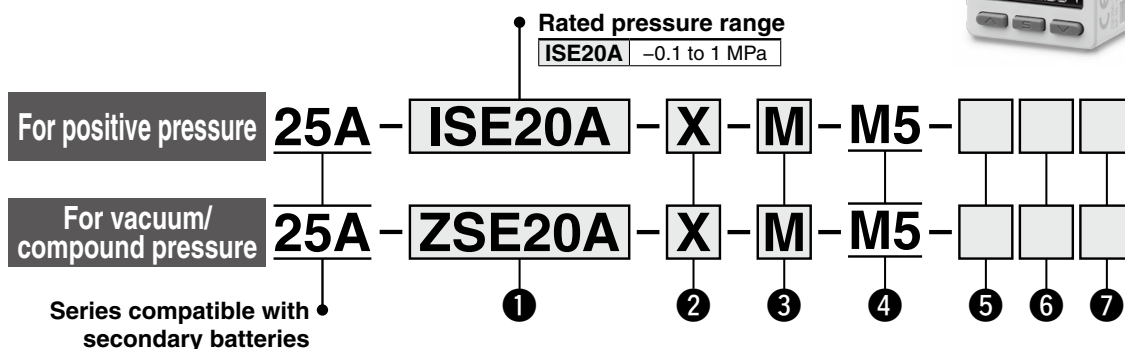 Rated pressure range
ISE20A −0.1 to 1 MPa
For positive pressure 25A − ISE20A − X − M − M5 −
For vacuum/
compound pressure 25A − ZSE20A − X − M − M5 −
Series compatible with
secondary batteries
❶ ❷ ❸ ❹ ❺ ❻ ❼
S